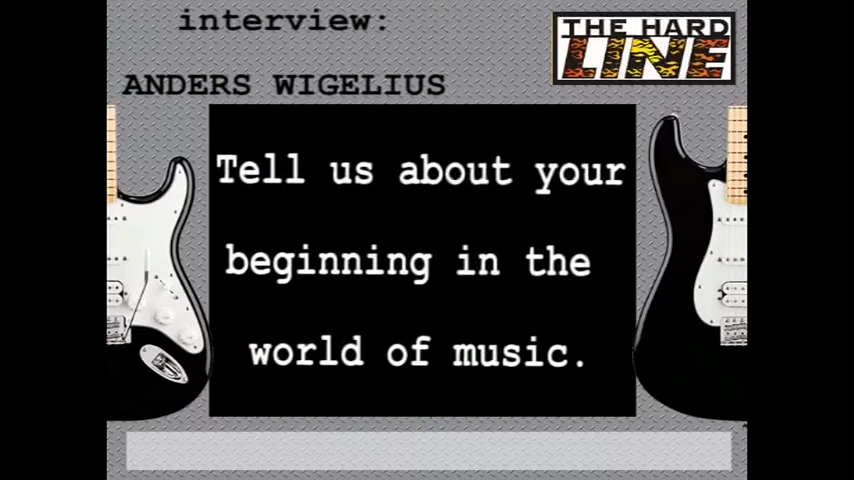 interview:
THE HARD
LINE
ANDERS WIGELIUS
Tell us about your
beginning in the
world of music.